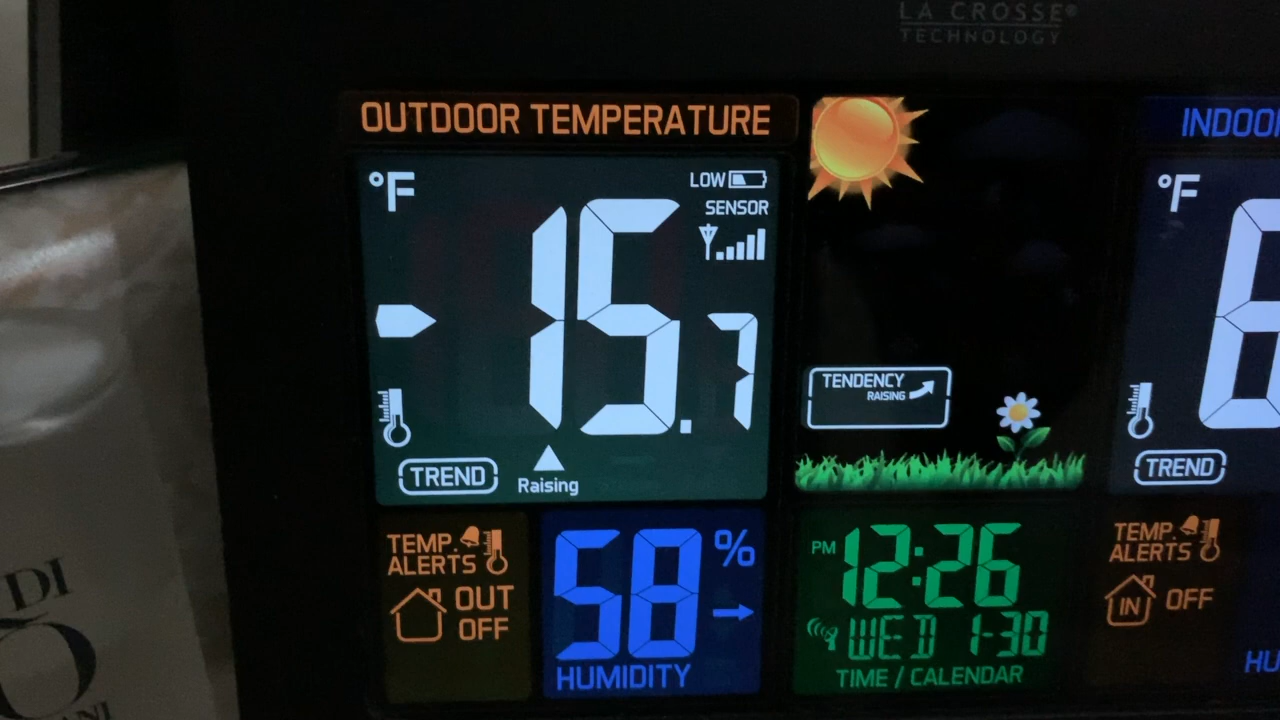 LA CROSSE®
TECHNOLOGY
OUTDOOR TEMPERATURE
°F
LOW
SENSOR
-15.7
TREND
Raising
TEMP.
ALERTS
OUT
OFF
58 %
HUMIDITY
TENDENCY
RAISING
PM 12:26
WED 1-30
TIME / CALENDAR
°F
6
TREND
TEMP.
ALERTS
IN OFF
DI